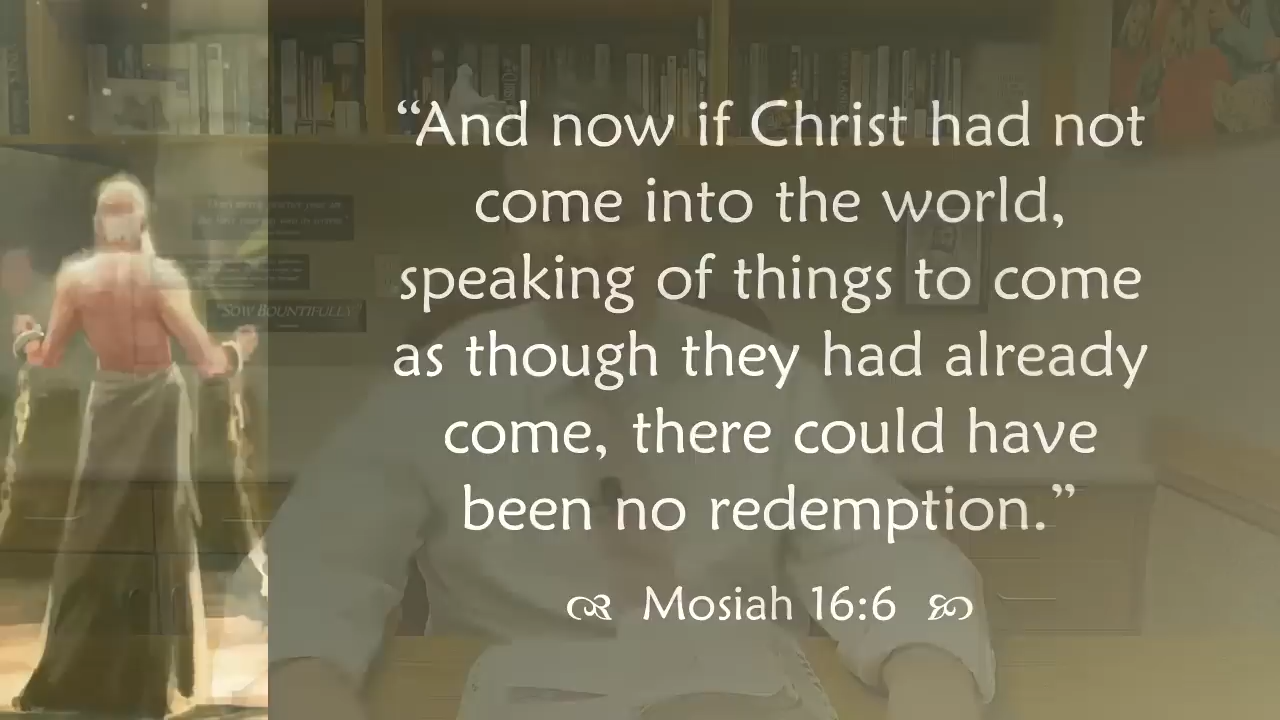 “And now if Christ had not
come into the world,
speaking of things to come
as though they had already
come, there could have
been no redemption.”
Mosiah 16:6
"SOW BOUNTIFULLY"